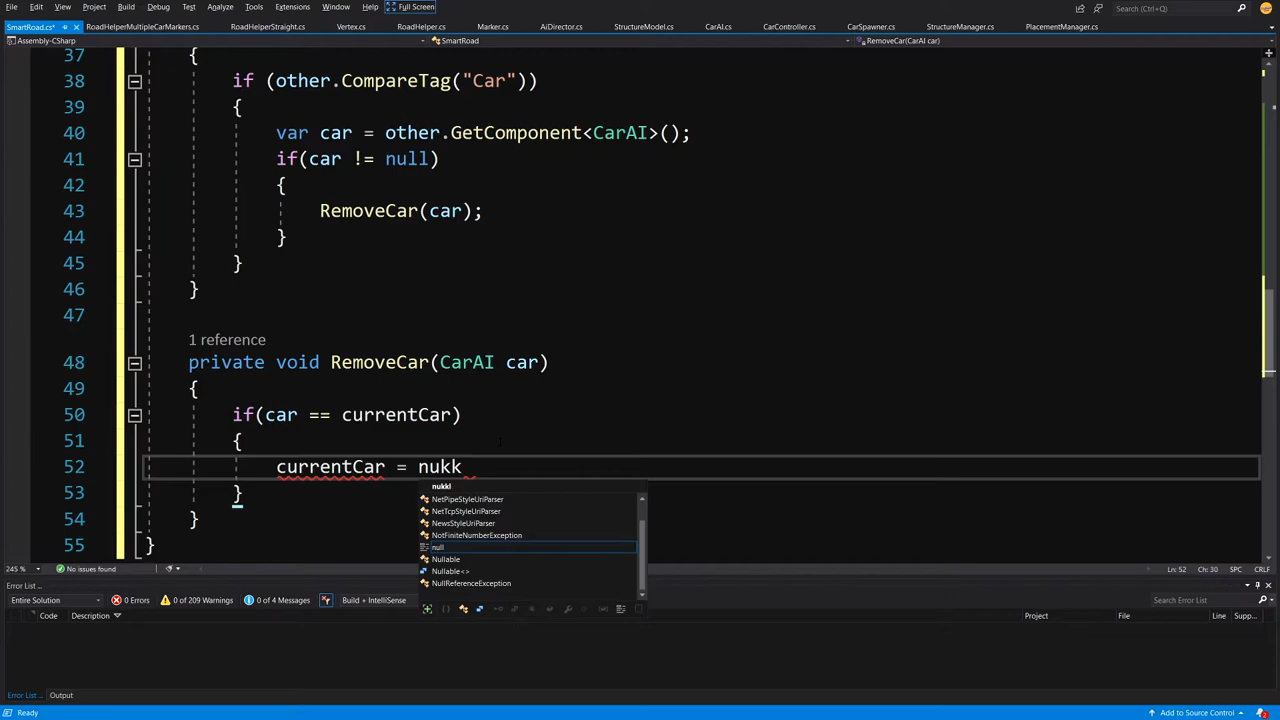 File Edit View Project Build Debug Test Analyze Tools Extensions Window Help Full Screen Search (Ctrl+Q)
SmartRoad.cs* RoadHelperMultipleCarMarkers.cs RoadHelperStraight.cs Vertex.cs RoadHelper.cs Marker.cs AiDirector.cs StructureModel.cs CarAI.cs CarController.cs CarSpawner.cs StructureManager.cs PlacementManager.cs
Assembly-CSharp SmartRoad RemoveCar(CarAI car)
37 {
38 if (other.CompareTag("Car"))
39 {
40 var car = other.GetComponent<CarAI>();
41 if(car != null)
42 {
43 RemoveCar(car);
44 }
45 }
46 }
47
1 reference
48 private void RemoveCar(CarAI car)
49 {
50 if(car == currentCar)
51 {
52 currentCar = nukk
nukkl
53 }
NetPipeStyleUriParser
NetTcpStyleUriParser
54 }
NewsStyleUriParser
NotFiniteNumberException
55 }
null
Nullable
Nullable<>
NullReferenceException
245 % No issues found Ln: 52 Ch: 30 SPC CRLF
Error List ...
Entire Solution 0 Errors 0 of 209 Warnings 0 of 4 Messages Build + IntelliSense Search Error List
Code Description Project File Line Supp...
Error List ... Output
Ready Add to Source Control 2